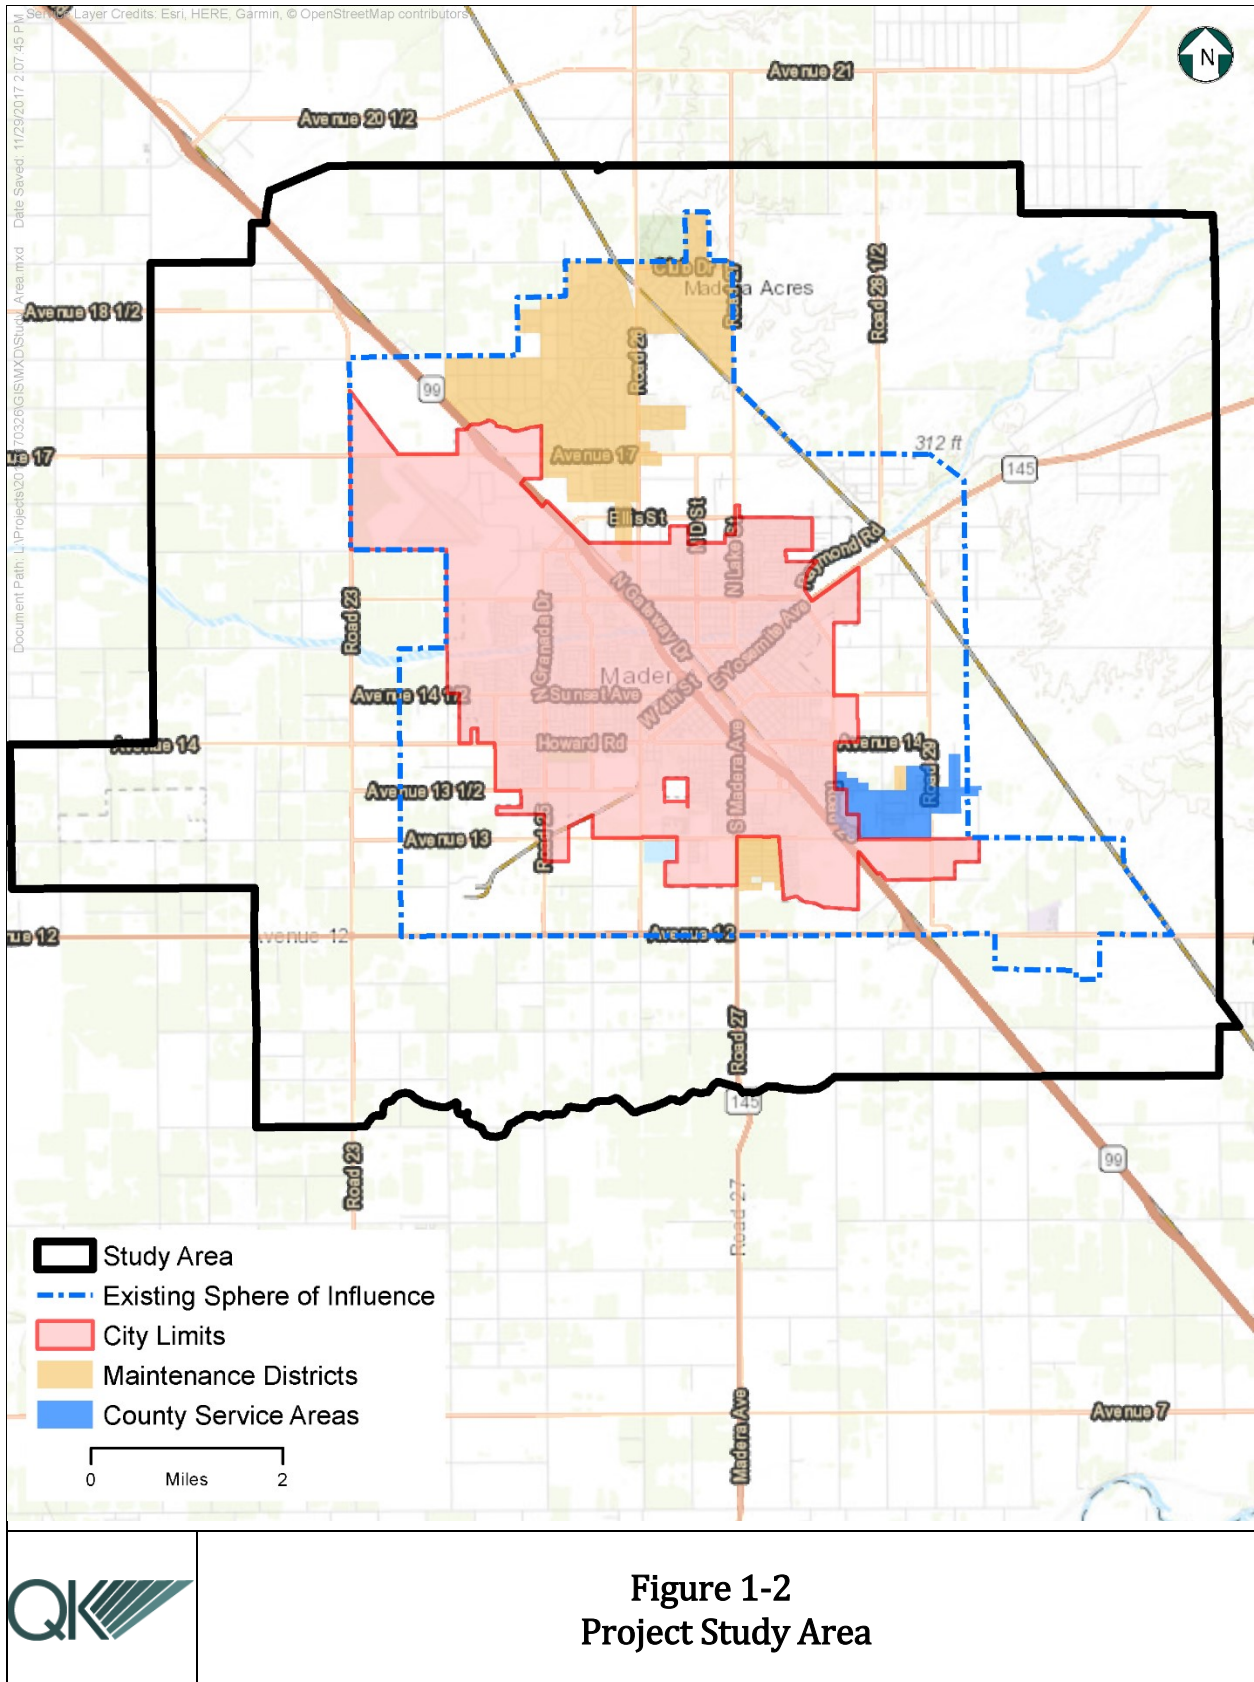 Service Layer Credits: Esri, HERE, Garmin, © OpenStreetMap contributors
Date Saved: 11/29/2017 2:07:45 PM
N
Avenue 21
Avenue 20 1/2
Club Dr
Madera Acres
Road 28 1/2
Avenue 18 1/2
Road 26
99
312 ft
145
Avenue 17
Ellis St
N D St
N Lake St
Raymond Rd
Road 23
N Granada Dr
N Gateway Dr
E Yosemite Ave
Mader
Avenue 14 1/2
Sunset Ave
W 4th St
Avenue 14
Howard Rd
S Madera Ave
Avenue 14
Road 29
Avenue 13 1/2
Avenue 13
Avenue 12
Avenue 12
Road 27
145
Road 23
99
Road 27
Madera Ave
Avenue 7
Study Area
Existing Sphere of Influence
City Limits
Maintenance Districts
County Service Areas
0 Miles 2
QK
Figure 1-2
Project Study Area